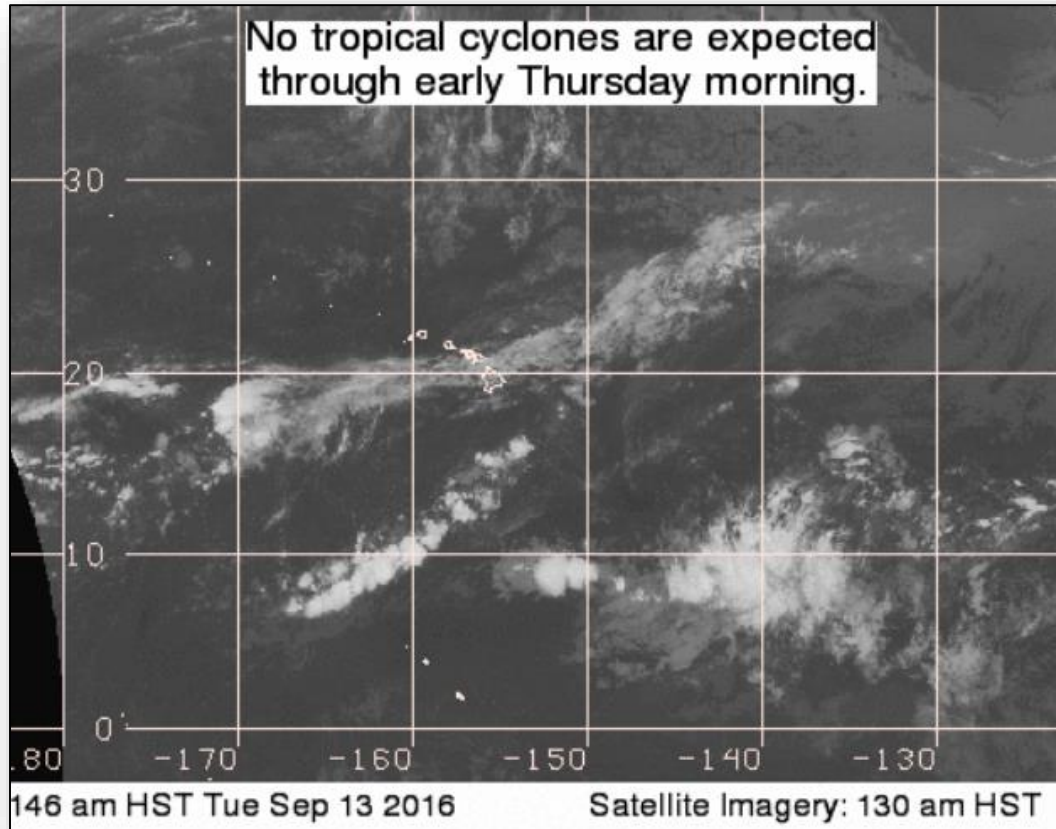 No tropical cyclones are expected
through early Thursday morning.
30
20
10
0
.80 -170 -160 -150 -140 -130
146 am HST Tue Sep 13 2016 Satellite Imagery: 130 am HST